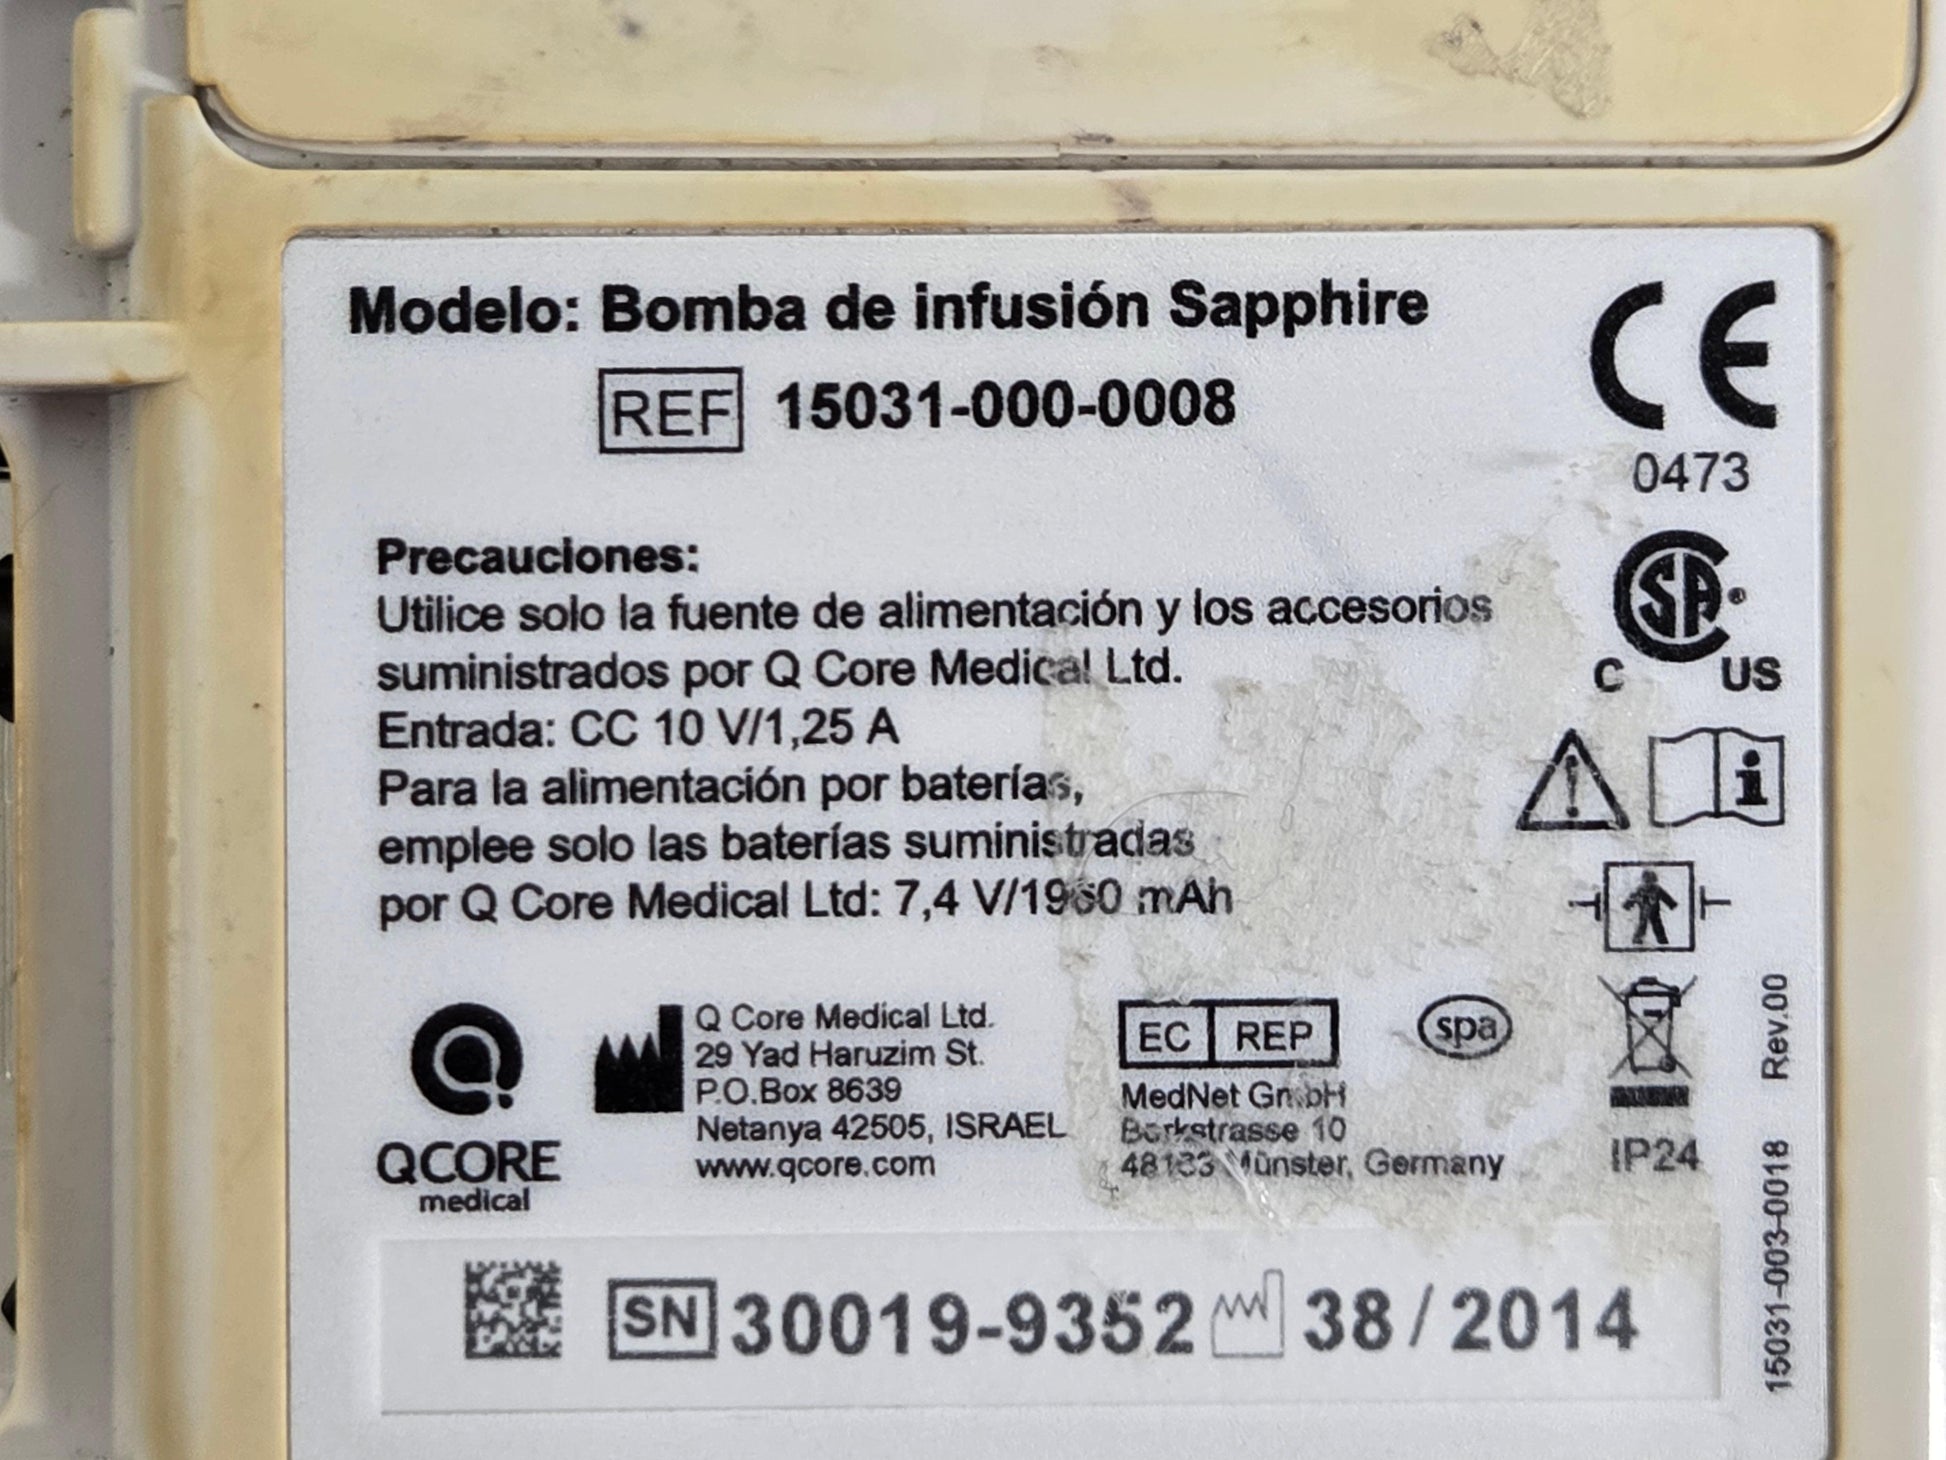 Modelo: Bomba de infusión Sapphire
REF 15031-000-0008
CE
0473
Precauciones:
Utilice solo la fuente de alimentación y los accesorios
suministrados por Q Core Medical Ltd.
Entrada: CC 10 V/1,25 A
Para la alimentación por baterías,
emplee solo las baterías suministradas
por Q Core Medical Ltd: 7,4 V/1960 mAh
SA®
C US
i
QCORE
medical
Q Core Medical Ltd.
29 Yad Haruzim St.
P.O.Box 8639
Netanya 42505, ISRAEL
www.qcore.com
EC REP
MedNet GmbH
Borkstrasse 10
Münster, Germany
spa
IP24
15031-003-0018 Rev.00
SN 30019-9352 38/2014